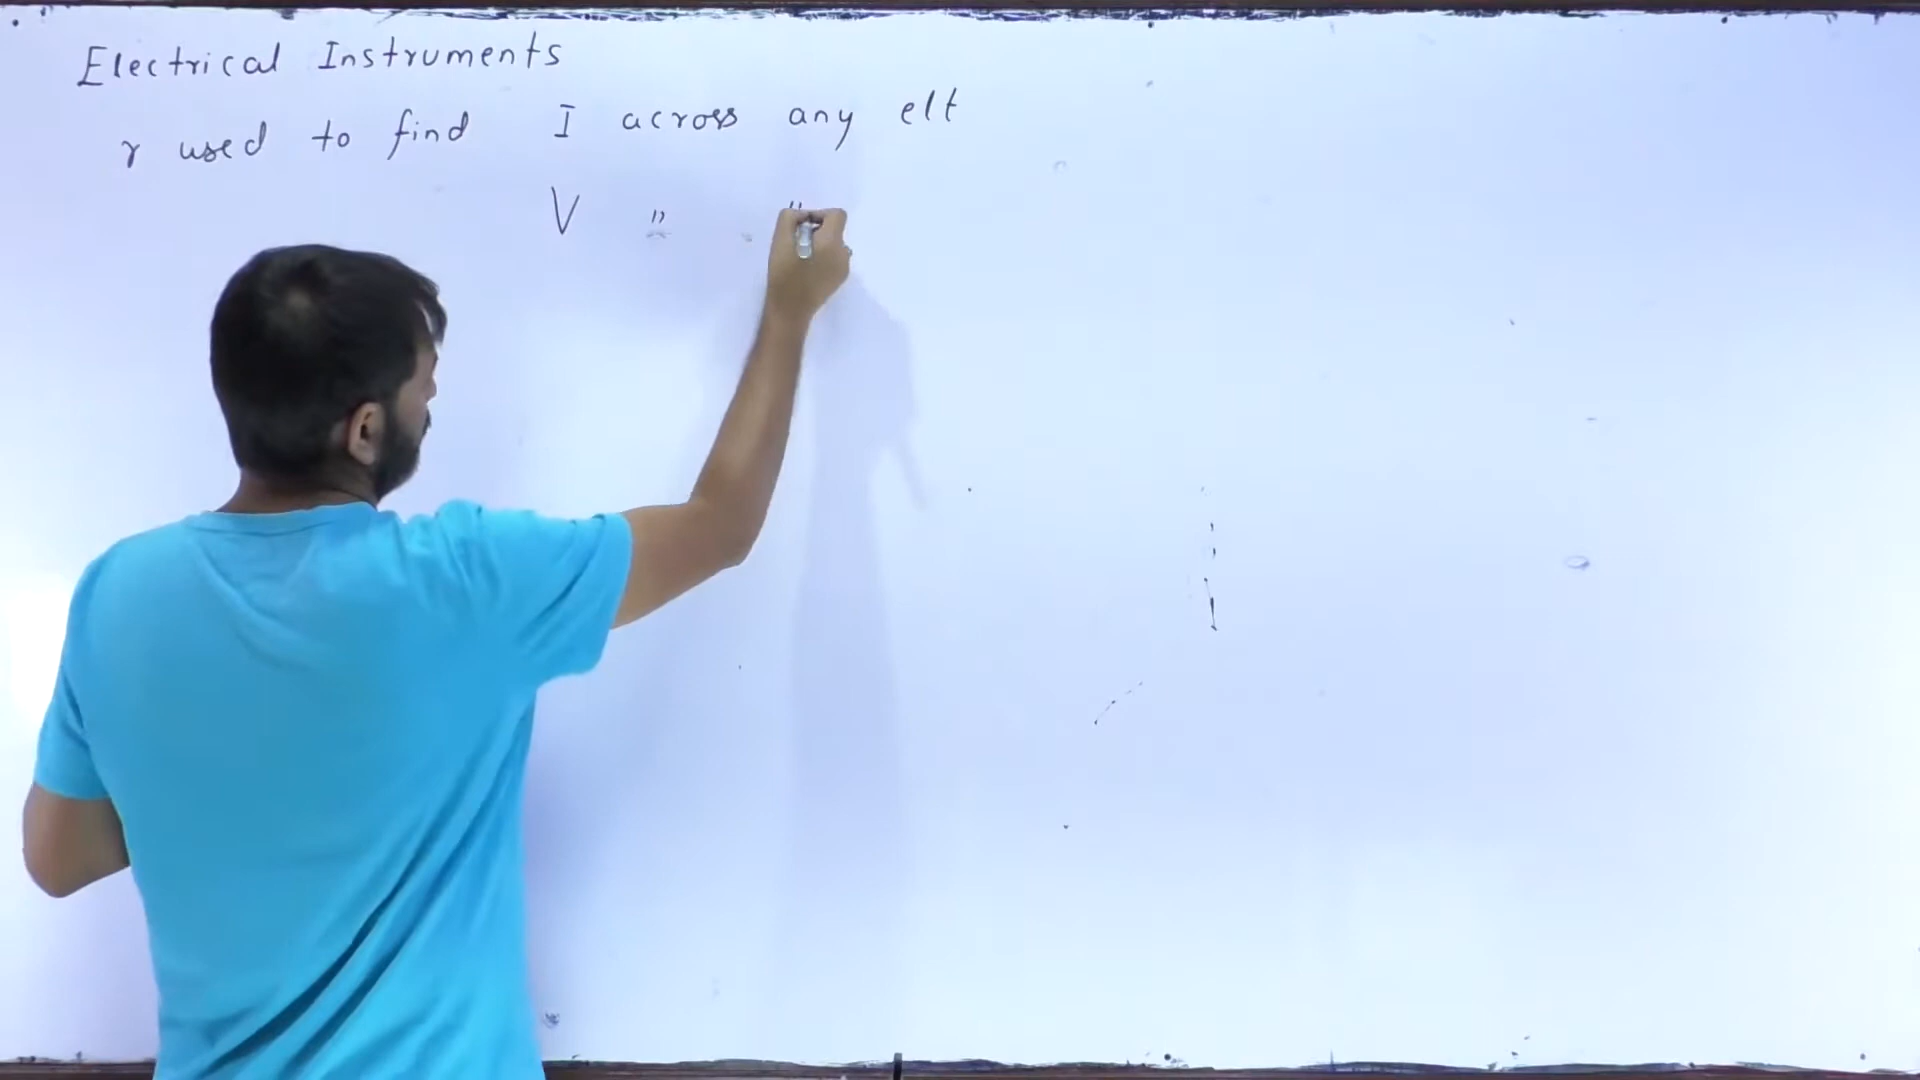 Electrical Instruments
r used to find I across any elt
V " "